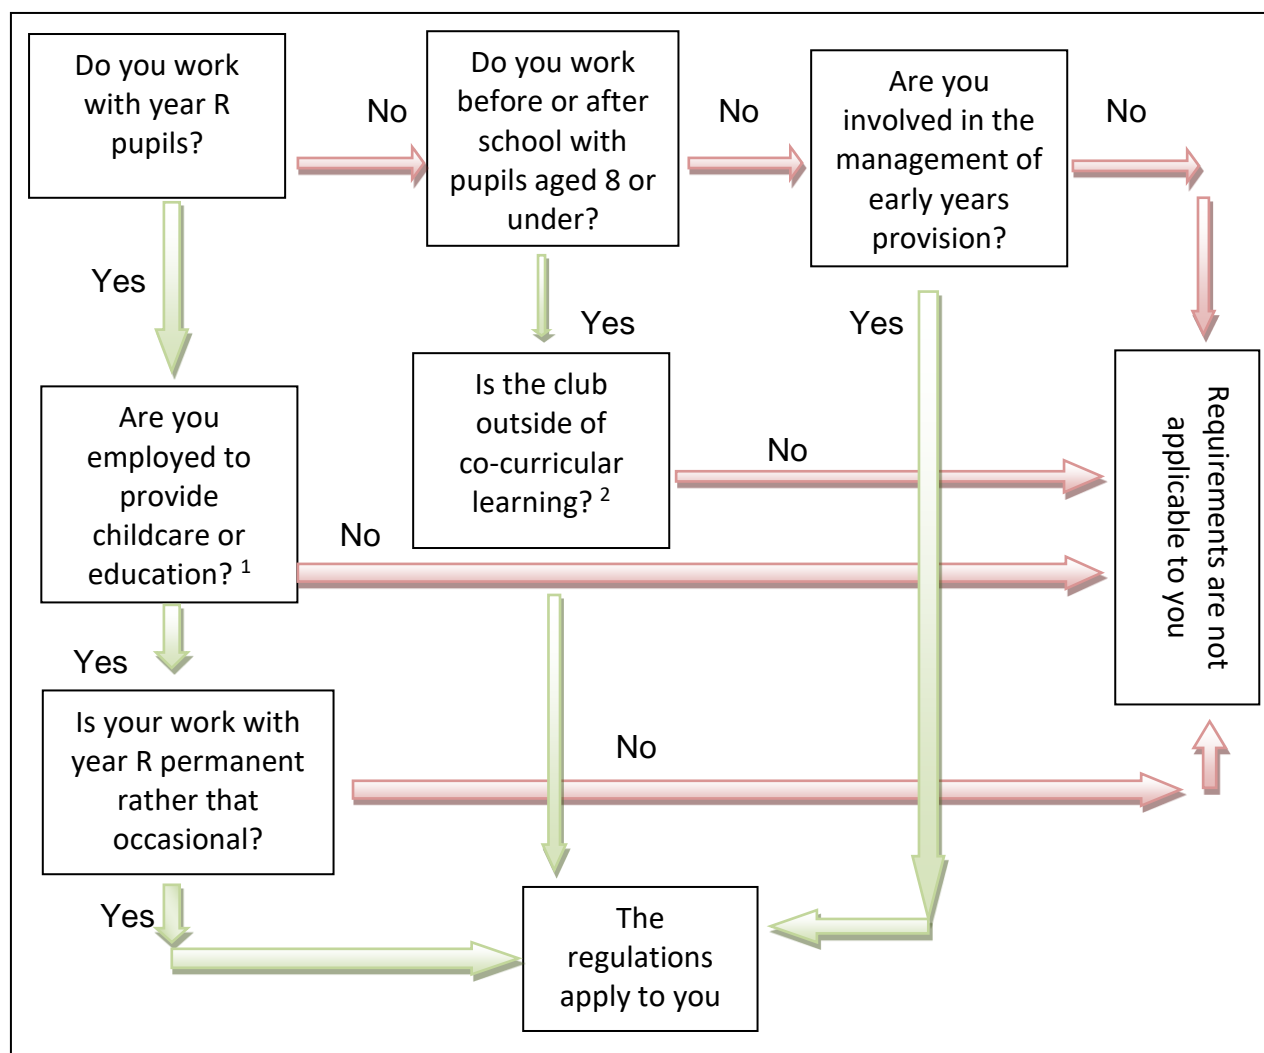 Do you work
with year R
pupils?
No
Do you work
before or after
school with
pupils aged 8 or
under?
No
Are you
involved in the
management of
early years
provision?
No
Yes
Yes
Yes
Are you
employed to
provide
childcare or
education? 1
No
Is the club
outside of
co-curricular
learning? 2
No
Requirements are not
applicable to you
Yes
Is your work with
year R permanent
rather that
occasional?
No
Yes
The
regulations
apply to you